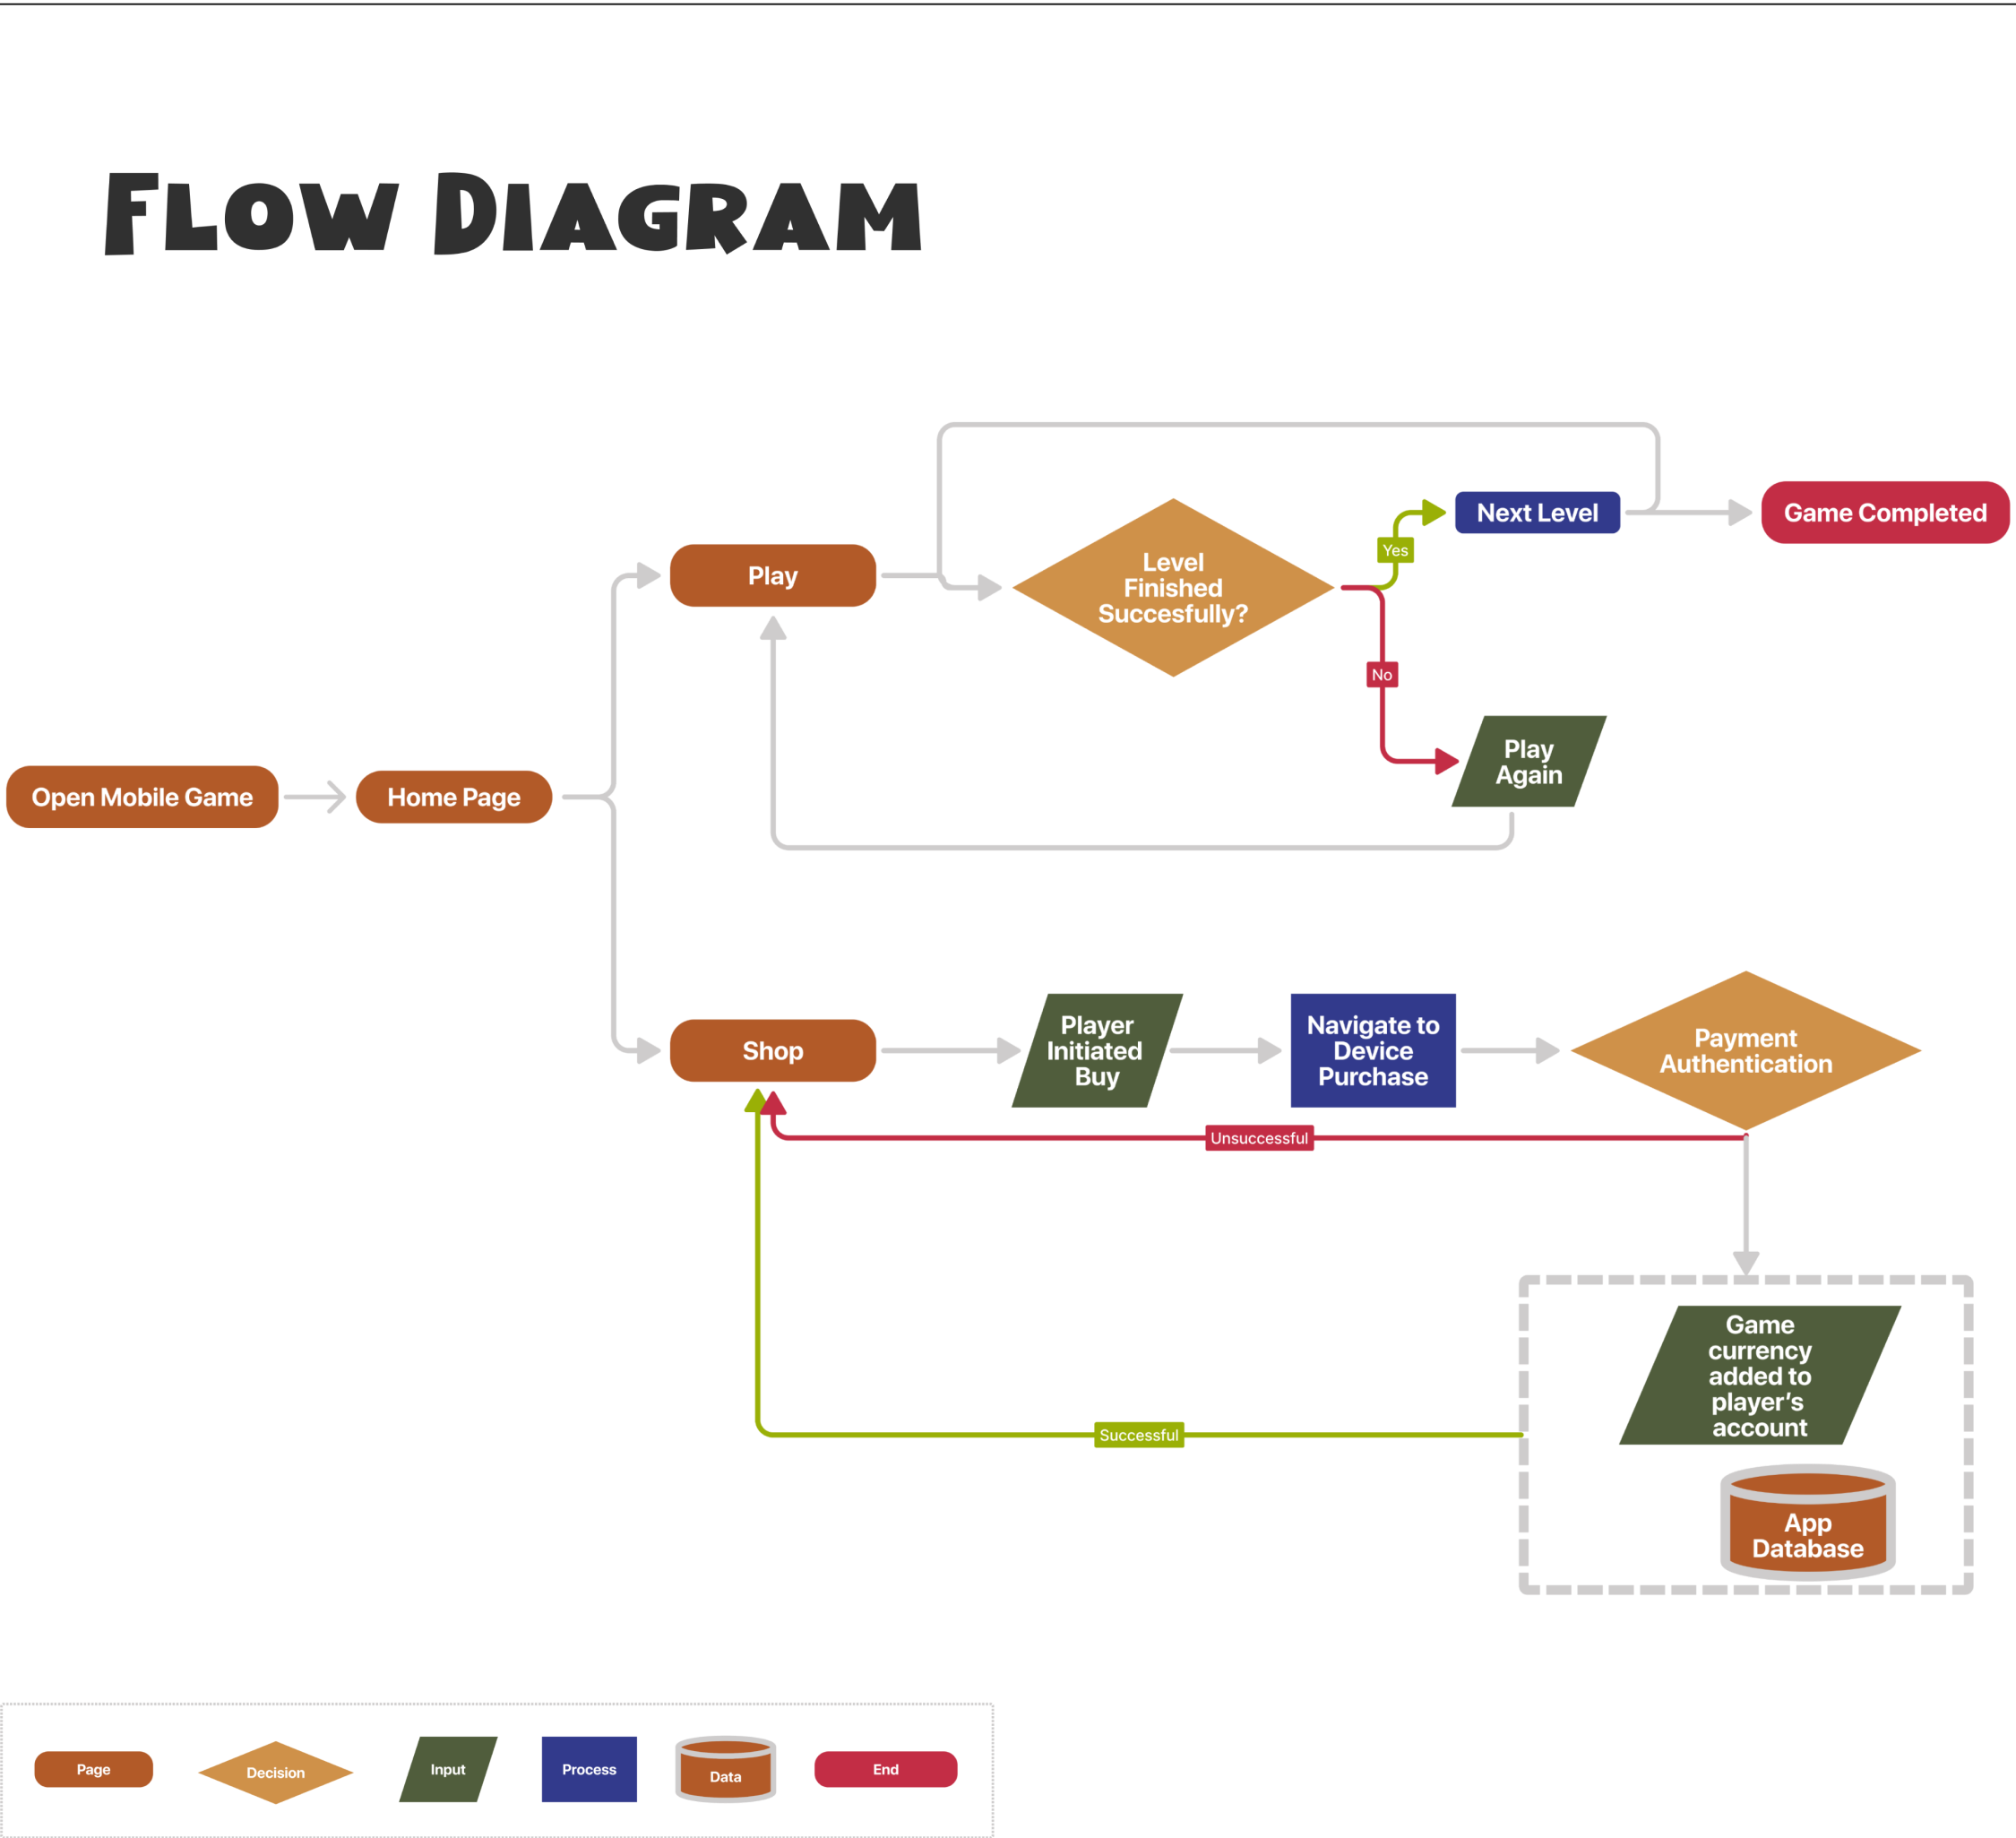 Flow Diagram
Play
Level
Finished
Succesfully?
Yes
Next Level
Game Completed
No
Play
Again
Open Mobile Game
Home Page
Shop
Player
Initiated
Buy
Navigate to
Device
Purchase
Payment
Authentication
Unsuccessful
Game
currency
added to
player's
account
Successful
App
Database
Page
Decision
Input
Process
Data
End